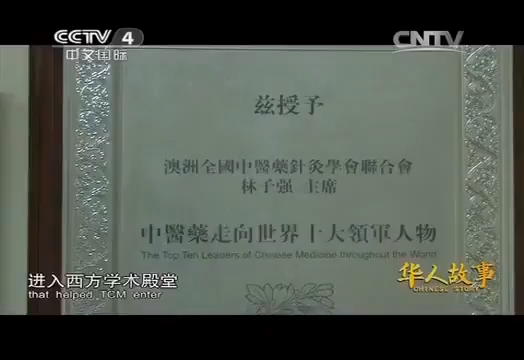 CCTV 4
中文国际
CNTV
兹授予
澳洲全國中醫藥針灸學會聯合會
林子强 主席
中醫藥走向世界十大領軍人物
The Top Ten Leaders of Chinese Medicine throughout the World
进入西方学术殿堂
that helped TCM enter
华人故事
CHINESE STORY